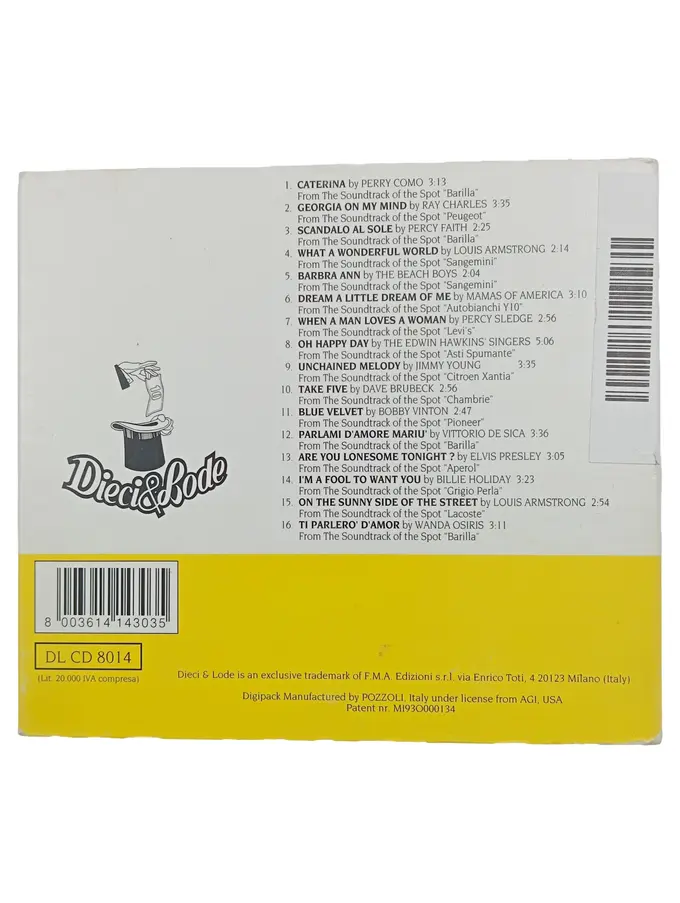 1. CATERINA by PERRY COMO 3:13
From The Soundtrack of the Spot "Barilla"
2. GEORGIA ON MY MIND by RAY CHARLES 3:35
From The Soundtrack of the Spot "Peugeot"
3. SCANDALO AL SOLE by PERCY FAITH 2:25
From The Soundtrack of the Spot "Barilla"
4. WHAT A WONDERFUL WORLD by LOUIS ARMSTRONG 2:14
From The Soundtrack of the Spot "Sangemini"
5. BARBRA ANN by THE BEACH BOYS 2:04
From The Soundtrack of the Spot "Sangemini"
6. DREAM A LITTLE DREAM OF ME by MAMAS OF AMERICA 3:10
From The Soundtrack of the Spot "Autobianchi Y10"
7. WHEN A MAN LOVES A WOMAN by PERCY SLEDGE 2:56
From The Soundtrack of the Spot "Levi's"
8. OH HAPPY DAY by THE EDWIN HAWKINS' SINGERS 5:06
From The Soundtrack of the Spot "Asti Spumante"
9. UNCHAINED MELODY by JIMMY YOUNG 3:35
From The Soundtrack of the Spot "Citroen Xantia"
10. TAKE FIVE by DAVE BRUBECK 2:56
From The Soundtrack of the Spot "Chambrie"
11. BLUE VELVET by BOBBY VINTON 2:47
From The Soundtrack of the Spot "Pioneer"
12. PARLAMI D'AMORE MARIU' by VITTORIO DE SICA 3:36
From The Soundtrack of the Spot "Barilla"
13. ARE YOU LONESOME TONIGHT ? by ELVIS PRESLEY 3:05
From The Soundtrack of the Spot "Aperol"
14. I'M A FOOL TO WANT YOU by BILLIE HOLIDAY 3:23
From The Soundtrack of the Spot "Grigio Perla"
15. ON THE SUNNY SIDE OF THE STREET by LOUIS ARMSTRONG 2:54
From The Soundtrack of the Spot "Lacoste"
16 TI PARLERO' D'AMOR by WANDA OSIRIS 3:11
From The Soundtrack of the Spot "Barilla"
Dieci&Lode
8 003614 143035
DL CD 8014
(Lit. 20.000 IVA compresa)
Dieci & Lode is an exclusive trademark of F.M.A. Edizioni s.r.l. via Enrico Toti, 4 20123 Milano (Italy)
Digipack Manufactured by POZZOLI, Italy under license from AGI, USA
Patent nr. MI93O000134